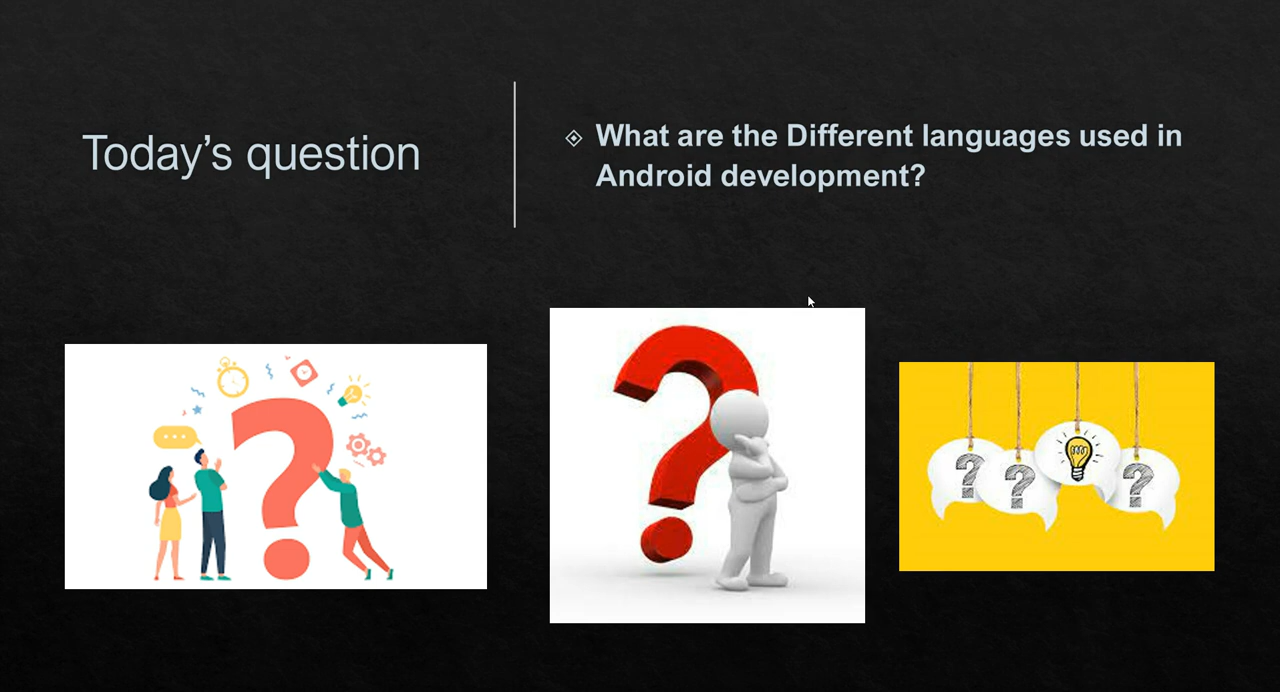 Today’s question
What are the Different languages used in
Android development?